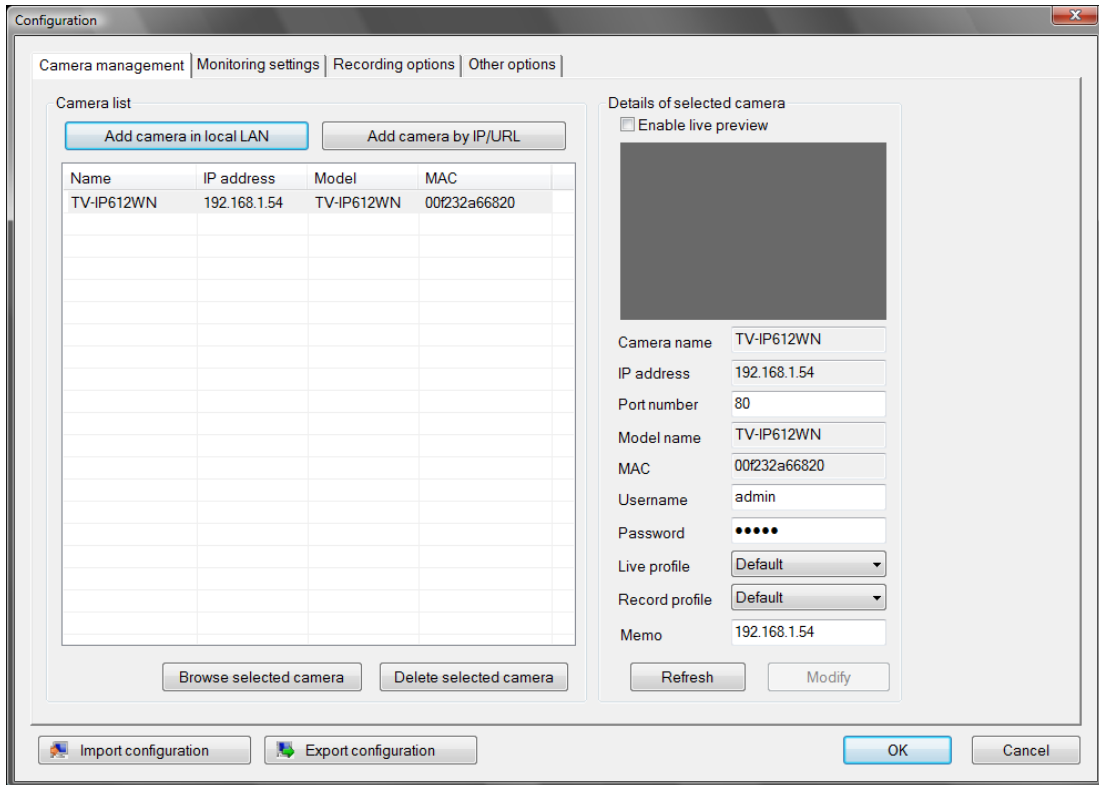 Configuration
Camera management Monitoring settings Recording options Other options
Camera list
Add camera in local LAN Add camera by IP/URL
Name IP address Model MAC
TV-IP612WN 192.168.1.54 TV-IP612WN 00f232a66820
Browse selected camera Delete selected camera
Details of selected camera
Enable live preview
Camera name TV-IP612WN
IP address 192.168.1.54
Port number 80
Model name TV-IP612WN
MAC 00f232a66820
Username admin
Password •••••
Live profile Default
Record profile Default
Memo 192.168.1.54
Refresh Modify
Import configuration Export configuration OK Cancel